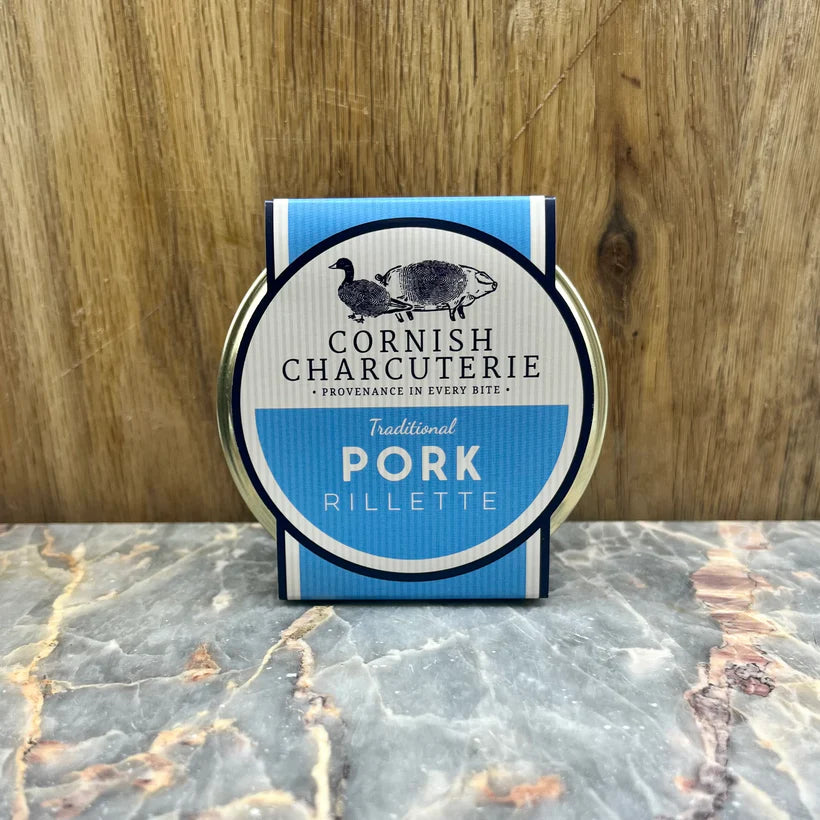 CORNISH
CHARCUTERIE
• PROVENANCE IN EVERY BITE •
Traditional
PORK
RILLETTE